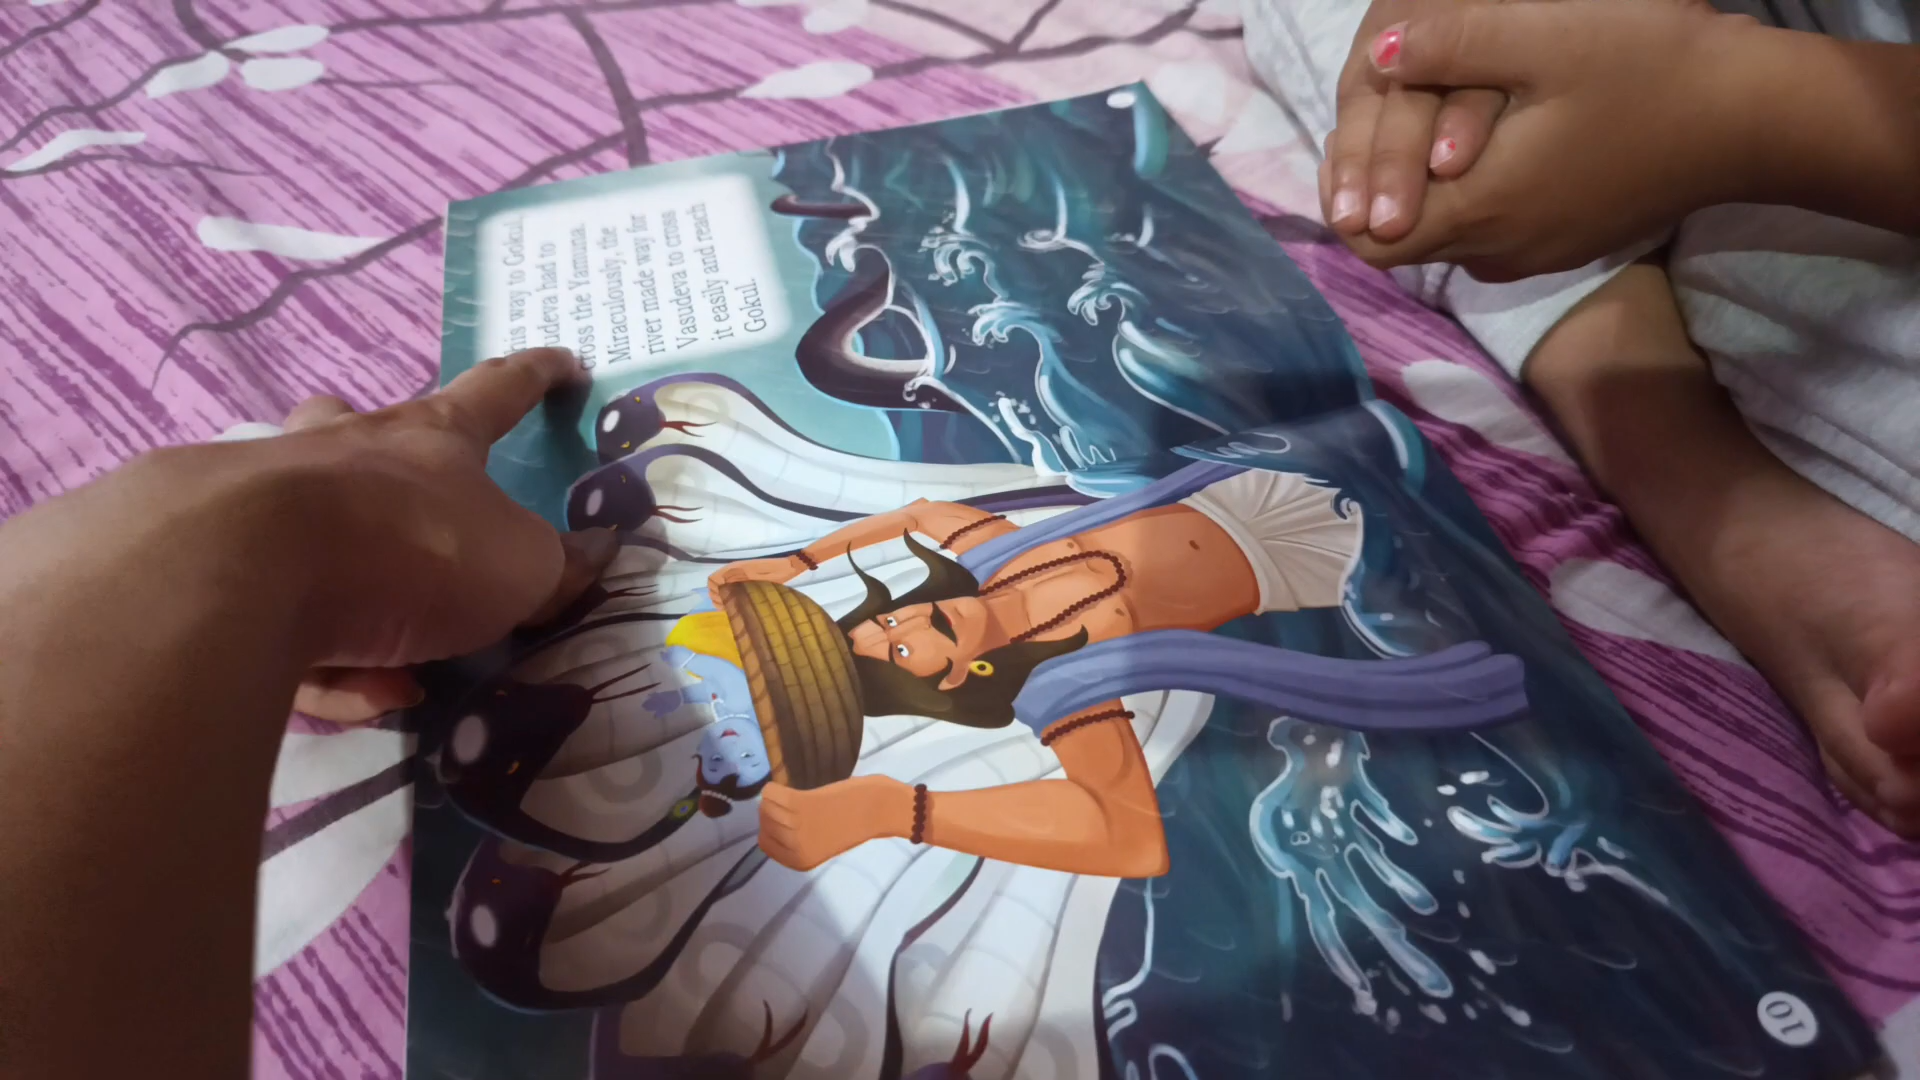 his way to Gokul,
udeva had to
cross the Yamuna.
Miraculously, the
river made way for
Vasudeva to cross
it easily and reach
Gokul.
10